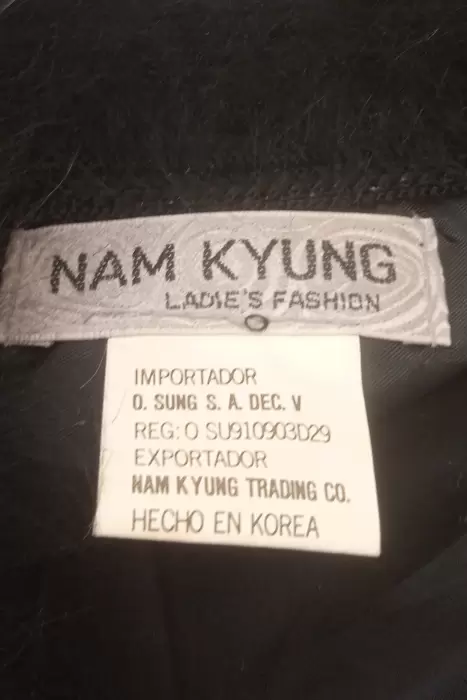 NAM KYUNG
LADIE'S FASHION
IMPORTADOR
O. SUNG S. A. DEC. V
REG: O SU910903D29
EXPORTADOR
NAM KYUNG TRADING CO.
HECHO EN KOREA